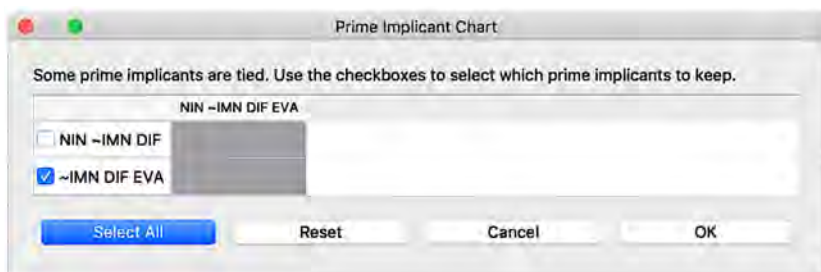 Prime Implicant Chart
Some prime implicants are tied. Use the checkboxes to select which prime implicants to keep.
NIN ~IMN DIF EVA
NIN ~IMN DIF
~IMN DIF EVA
Select All Reset Cancel OK